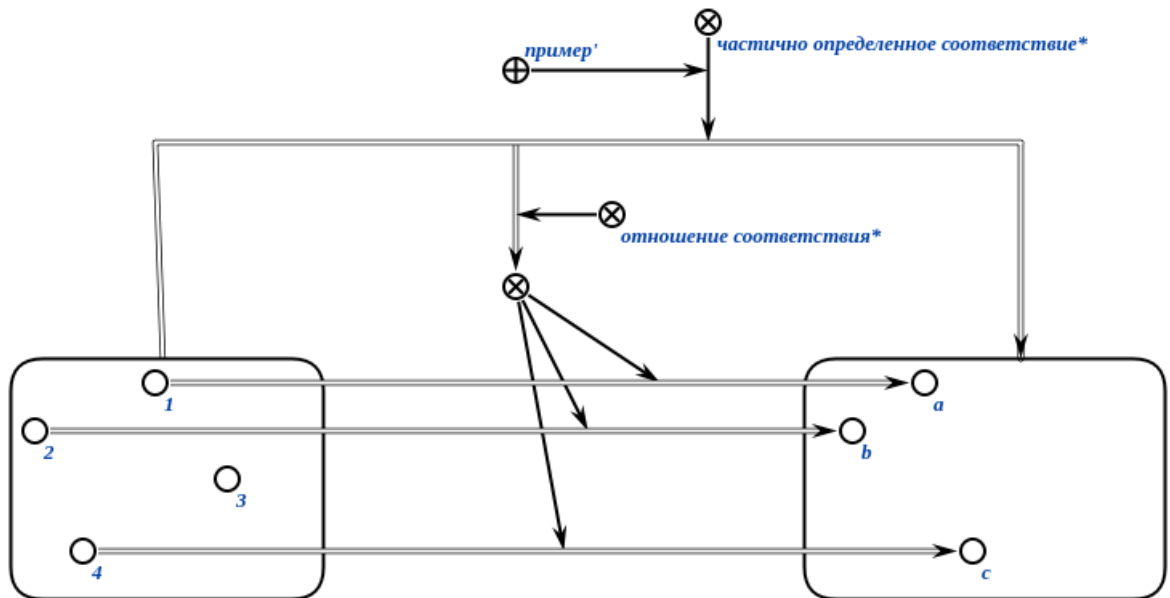 пример'
частично определенное соответствие*
отношение соответствия*
1
a
2
b
3
4
c